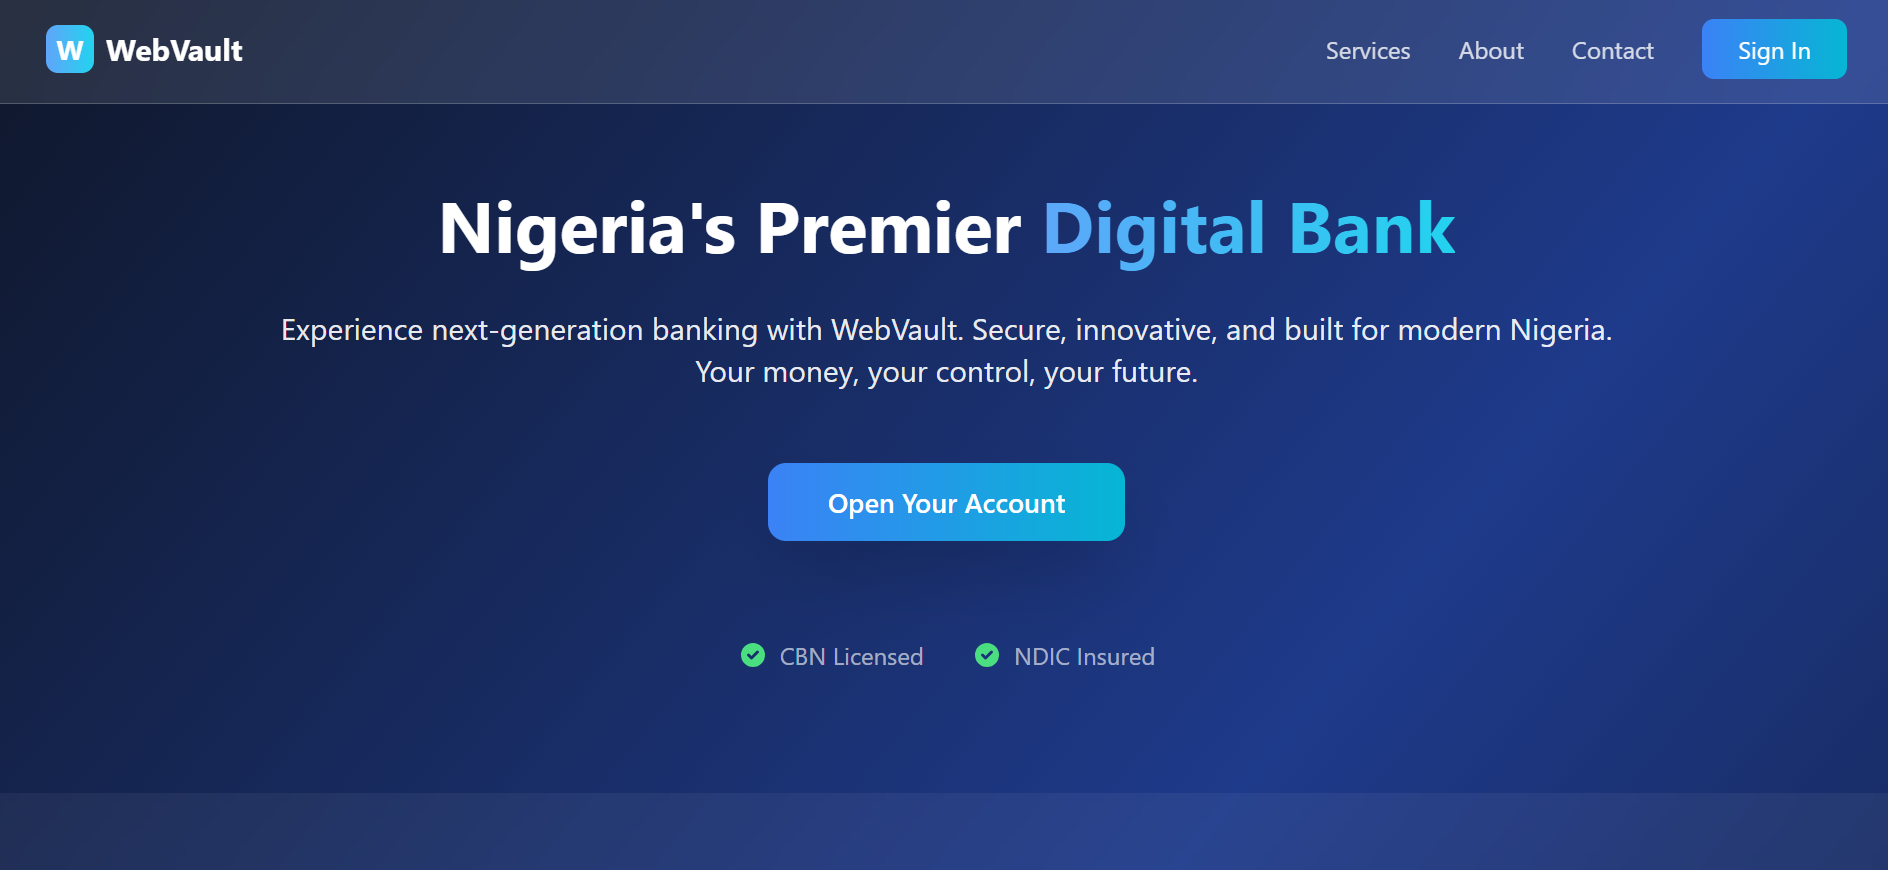 W WebVault
Services About Contact Sign In
Nigeria's Premier Digital Bank
Experience next-generation banking with WebVault. Secure, innovative, and built for modern Nigeria.
Your money, your control, your future.
Open Your Account
CBN Licensed NDIC Insured